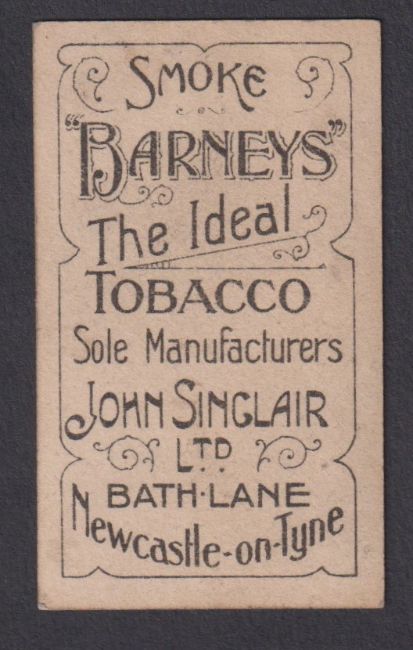 SMOKE
"BARNEYS"
The Ideal
TOBACCO
Sole Manufacturers
JOHN SINCLAIR
LTD
BATH·LANE
Newcastle-on-Tyne